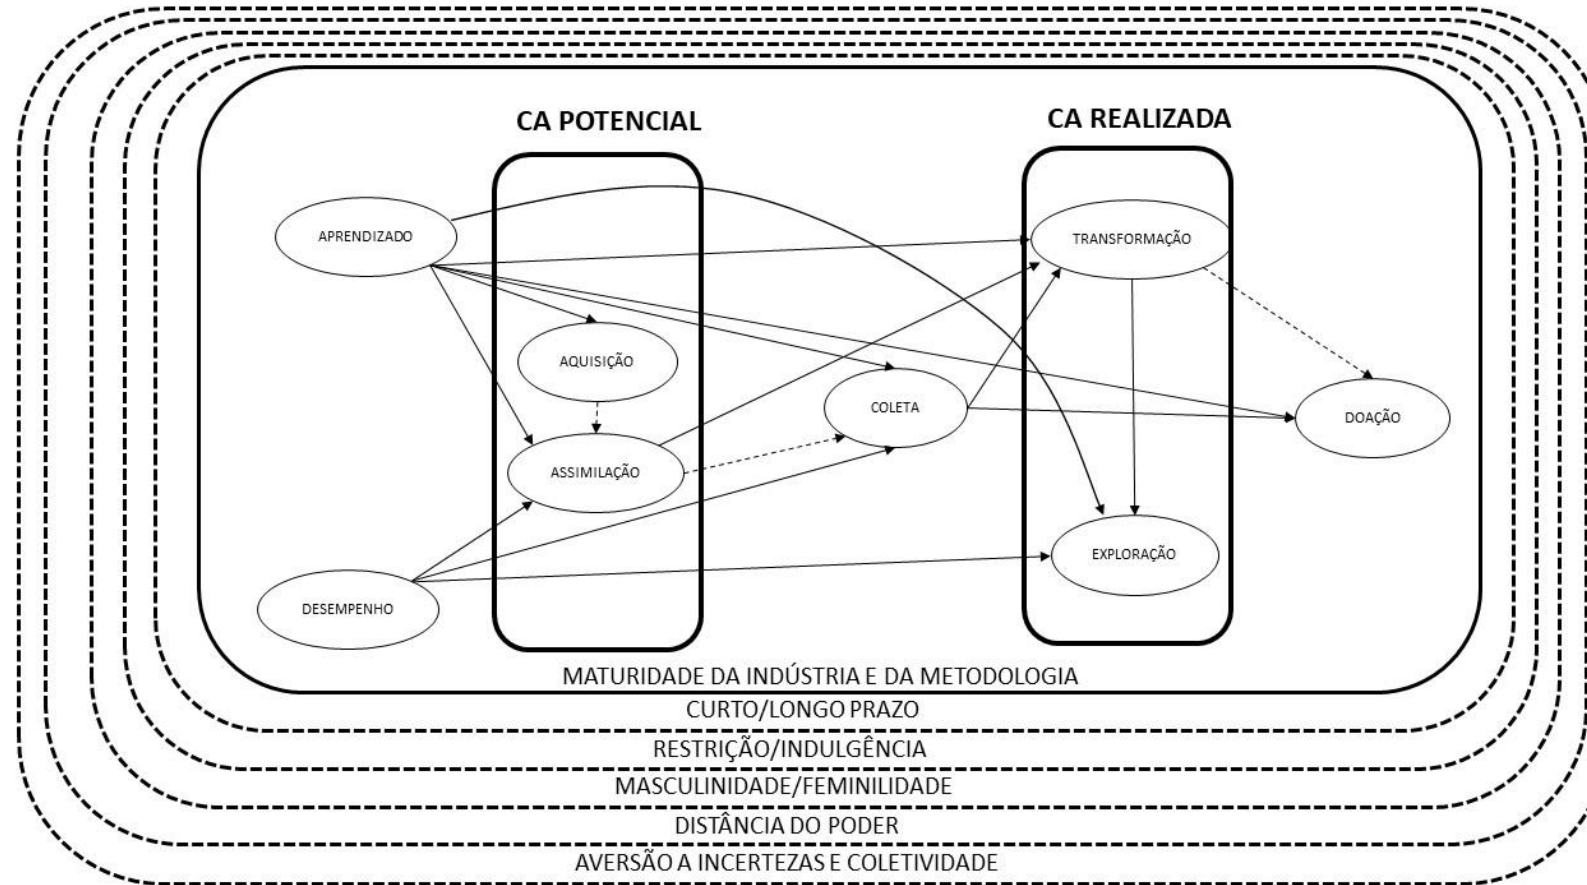 CA POTENCIAL
CA REALIZADA
APRENDIZADO
TRANSFORMAÇÃO
AQUISIÇÃO
COLETA
DOAÇÃO
ASSIMILAÇÃO
EXPLORAÇÃO
DESEMPENHO
MATURIDADE DA INDÚSTRIA E DA METODOLOGIA
CURTO/LONGO PRAZO
RESTRIÇÃO/INDULGÊNCIA
MASCULINIDADE/FEMINILIDADE
DISTÂNCIA DO PODER
AVERSÃO A INCERTEZAS E COLETIVIDADE